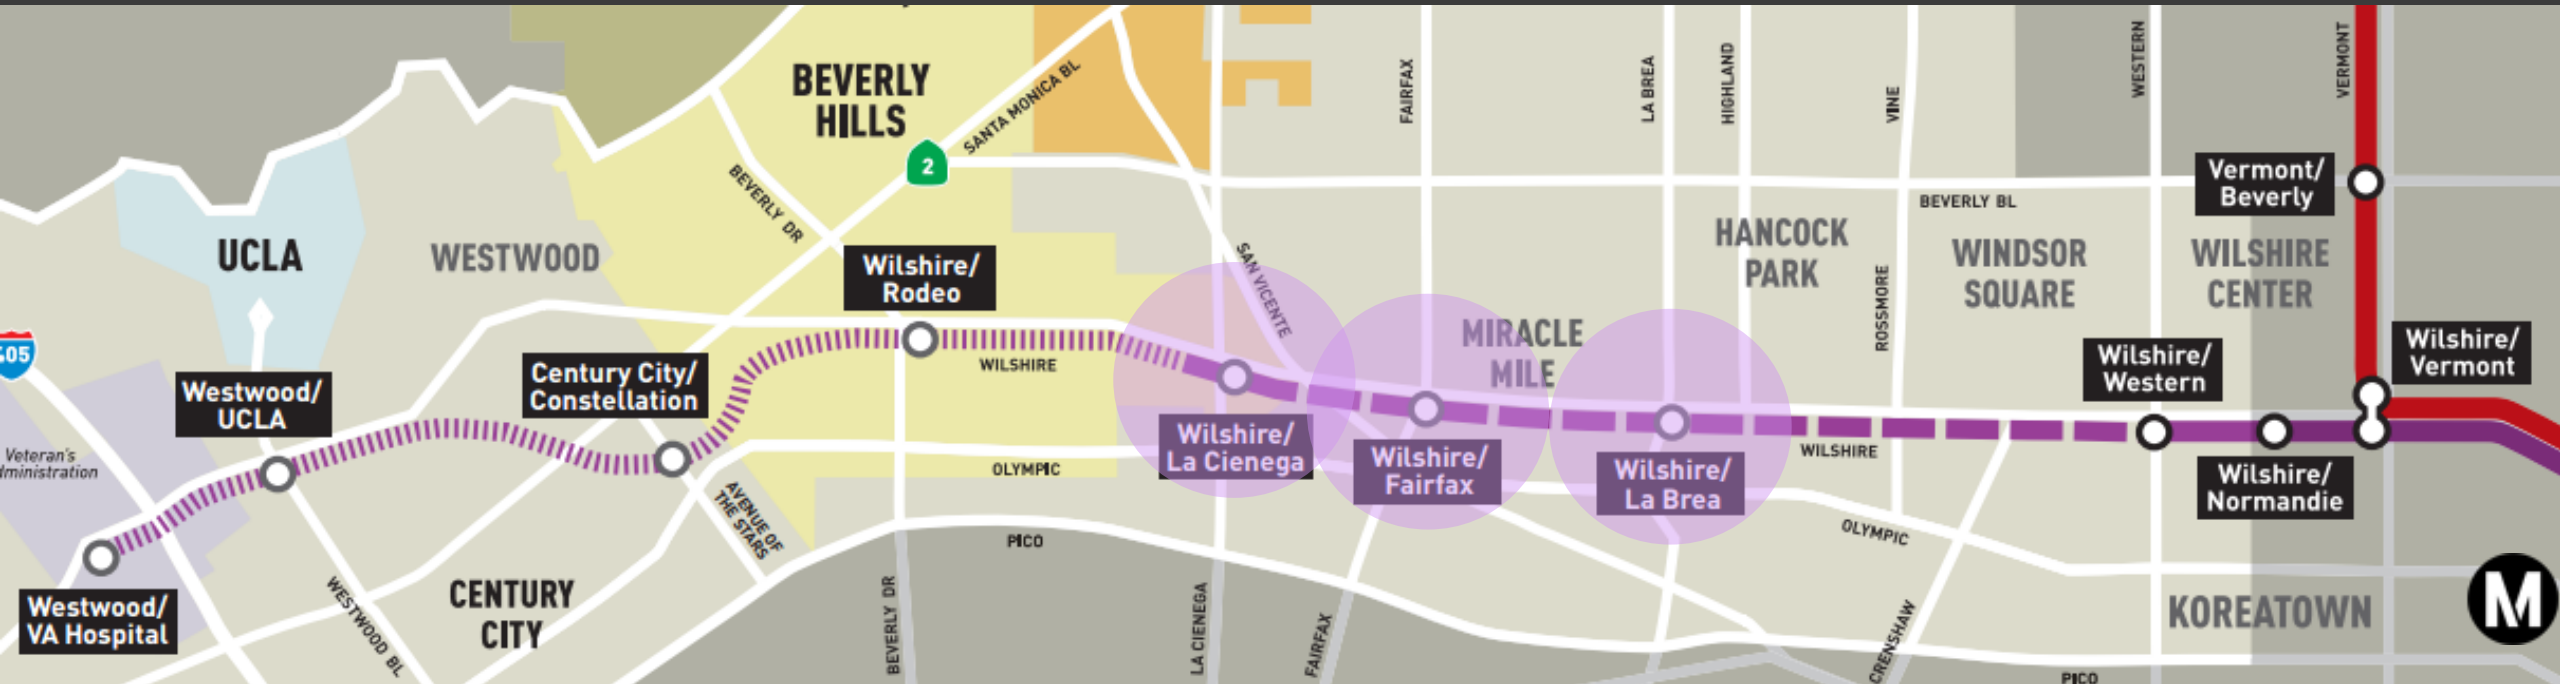 BEVERLY
HILLS
SANTA MONICA BL
2
BEVERLY DR
FAIRFAX
LA BREA
HIGHLAND
VINE
WESTERN
VERMONT
Vermont/
Beverly
BEVERLY BL
UCLA
WESTWOOD
Wilshire/
Rodeo
SAN VICENTE
HANCOCK
PARK
WINDSOR
SQUARE
WILSHIRE
CENTER
ROSSMORE
MIRACLE
MILE
405
Westwood/
UCLA
Century City/
Constellation
WILSHIRE
Wilshire/
Western
Wilshire/
Vermont
Veteran's
dministration
OLYMPIC
Wilshire/
La Cienega
Wilshire/
Fairfax
Wilshire/
La Brea
WILSHIRE
Wilshire/
Normandie
AVENUE OF
THE STARS
PICO
OLYMPIC
Westwood/
VA Hospital
WESTWOOD BL
CENTURY
CITY
BEVERLY DR
LA CIENEGA
FAIRFAX
CRENSHAW
KOREATOWN
M
PICO